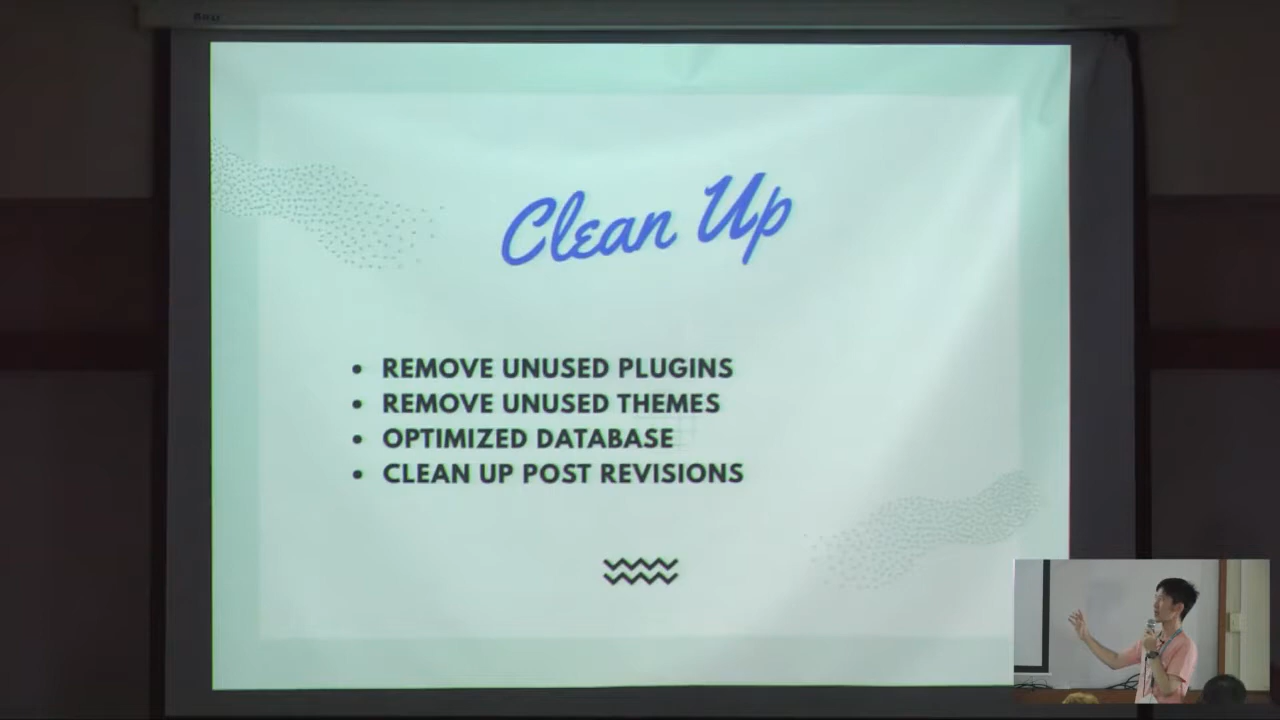 Clean Up
• REMOVE UNUSED PLUGINS
• REMOVE UNUSED THEMES
• OPTIMIZED DATABASE
• CLEAN UP POST REVISIONS